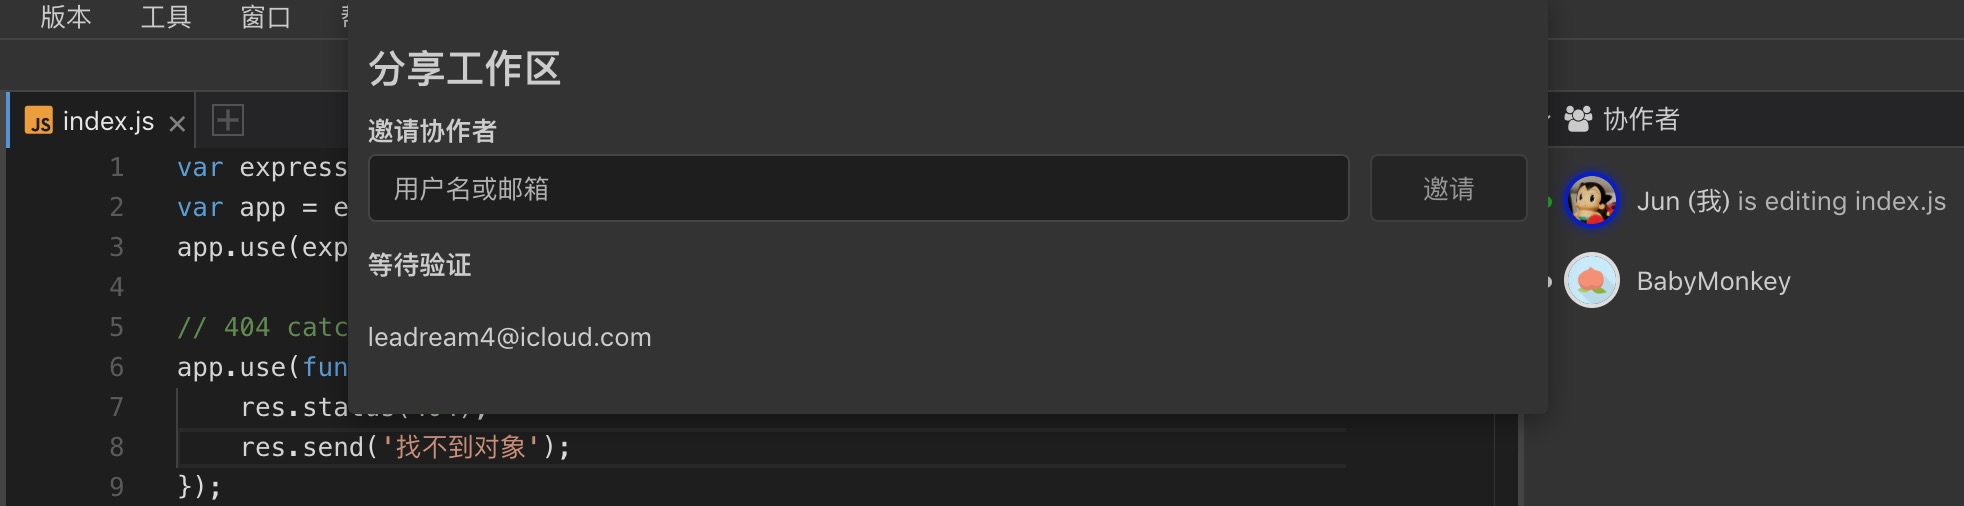 版本 工具 窗口
分享工作区
index.js
邀请协作者
用户名或邮箱
邀请
等待验证
leadream4@icloud.com
1 var express
2 var app = e
3 app.use(exp
4
5 // 404 catc
6 app.use(fun
7 res.sta
8 res.send('找不到对象');
9 });
协作者
Jun (我) is editing index.js
BabyMonkey